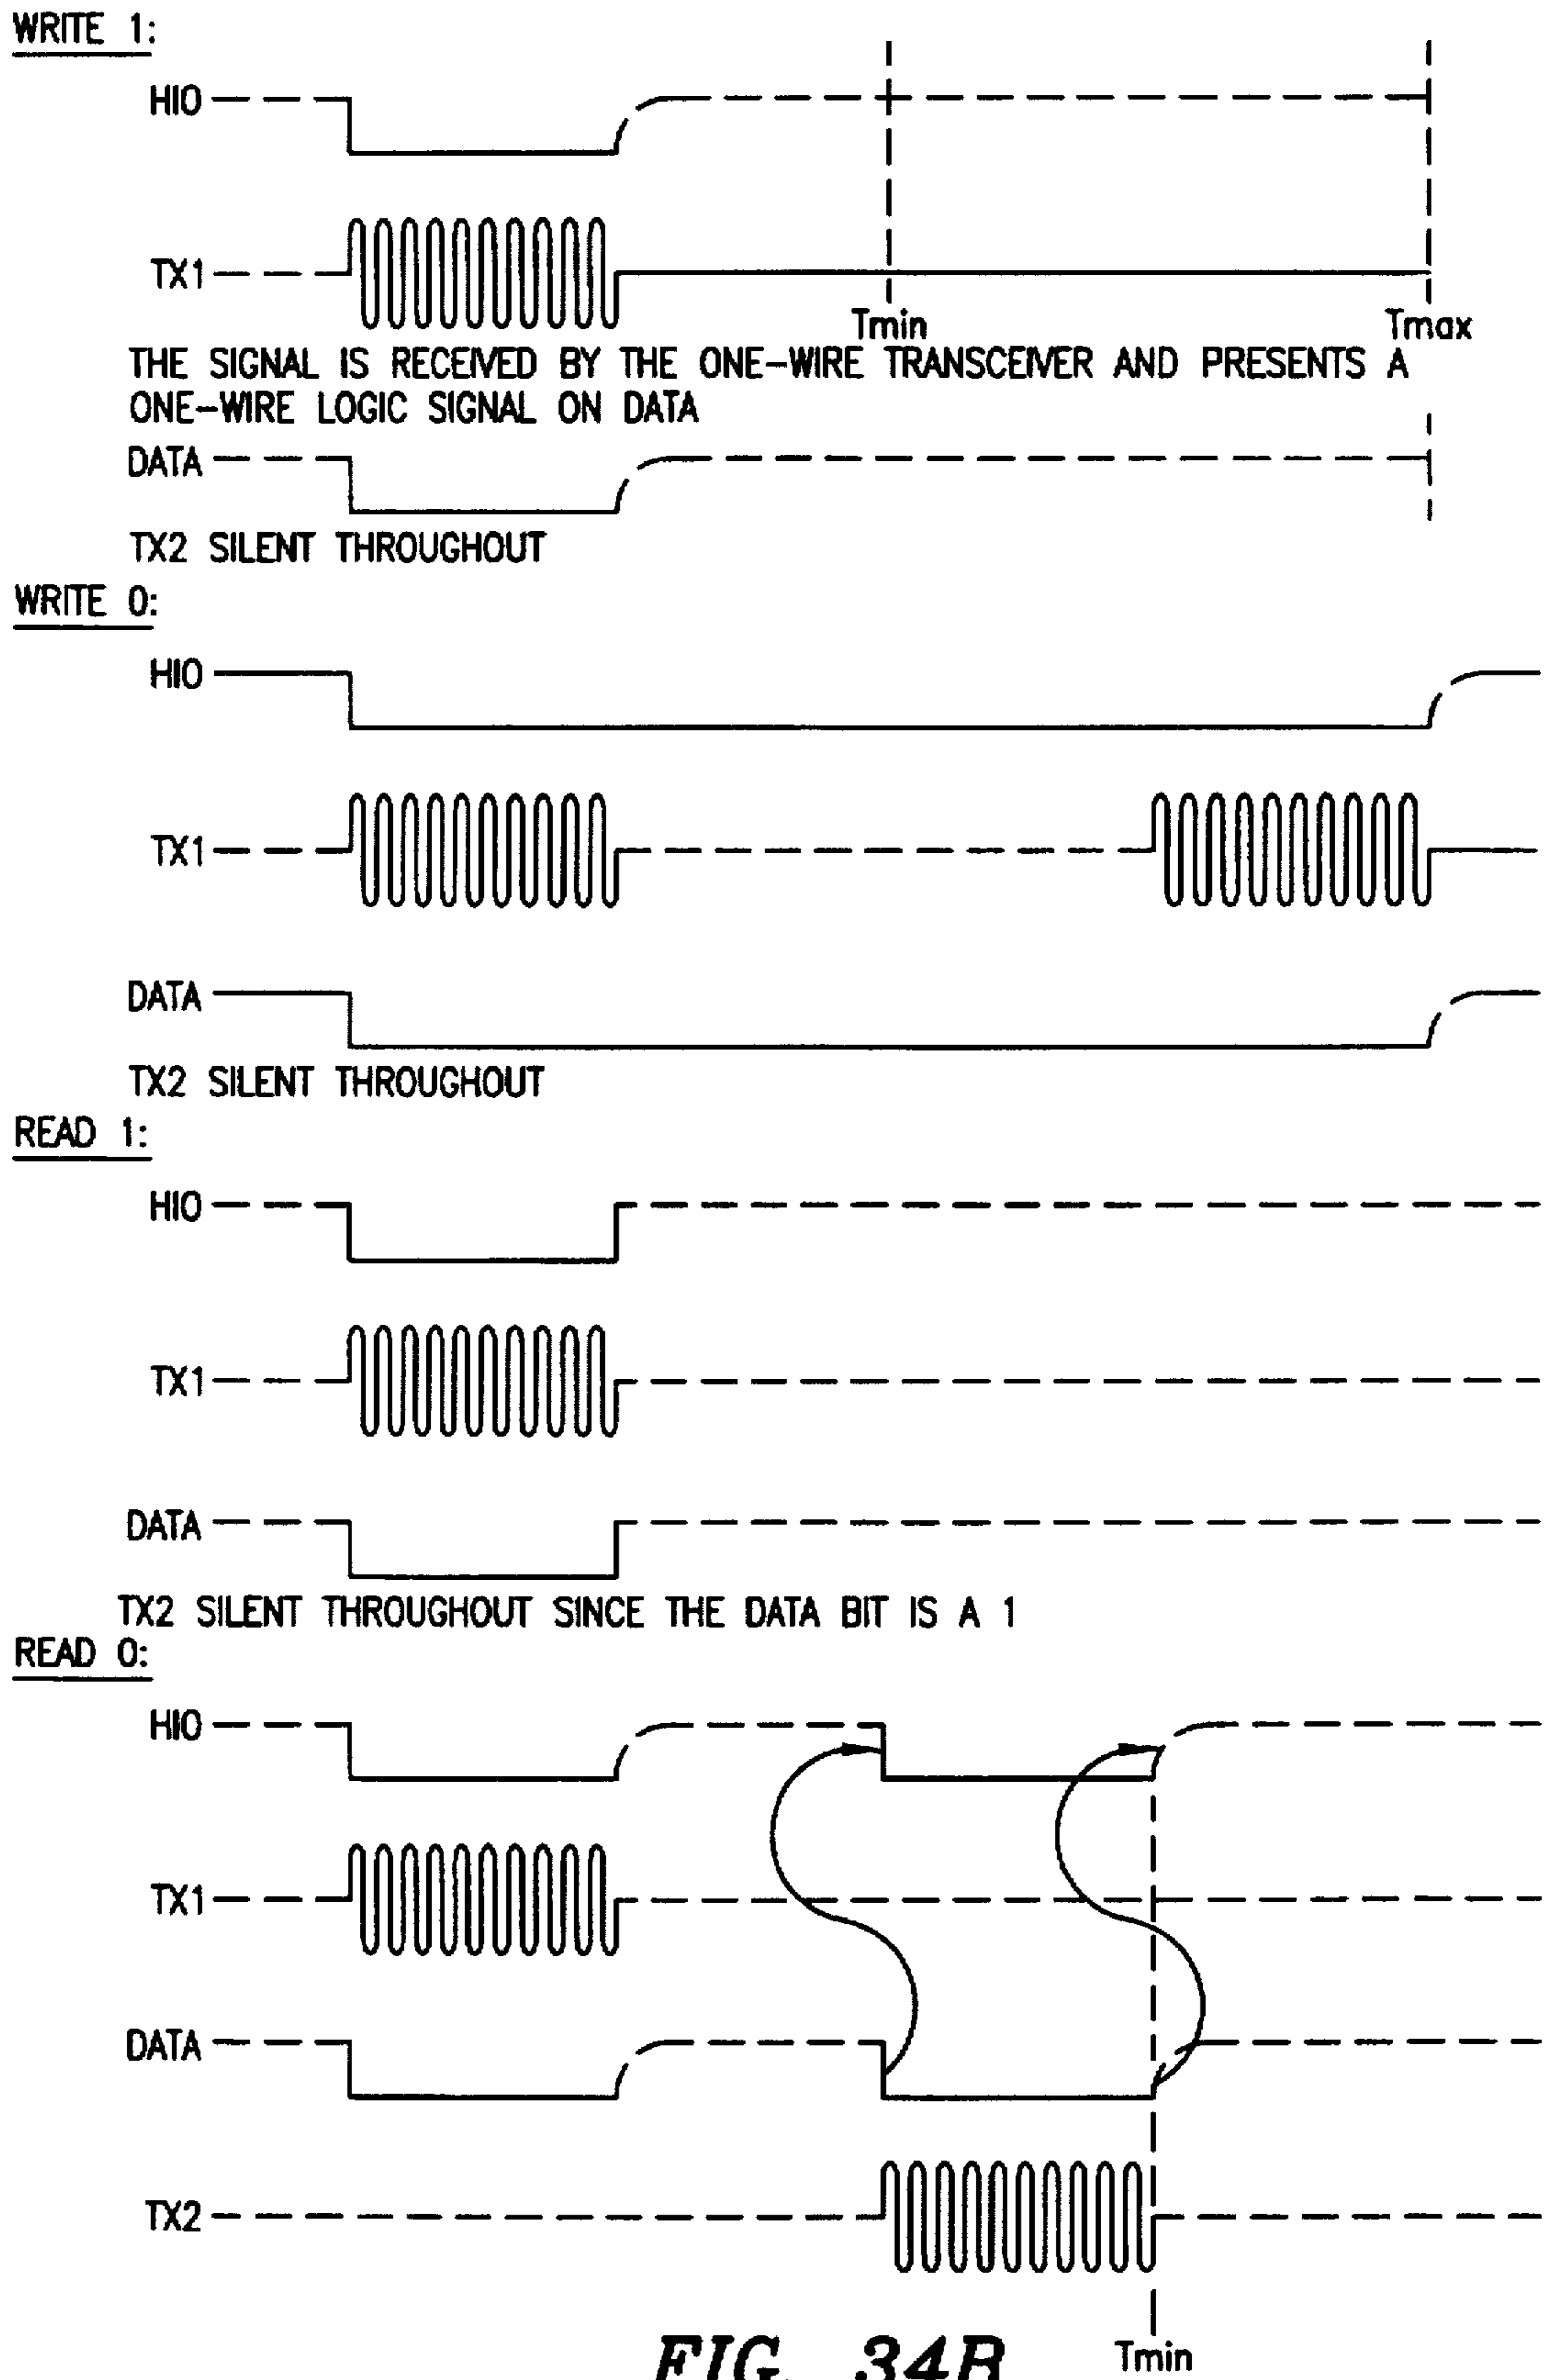 WRITE 1:
HIO
TX1
Tmin Tmax
THE SIGNAL IS RECEIVED BY THE ONE-WIRE TRANSCEIVER AND PRESENTS A
ONE-WIRE LOGIC SIGNAL ON DATA
DATA
TX2 SILENT THROUGHOUT
WRITE 0:
HIO
TX1
DATA
TX2 SILENT THROUGHOUT
READ 1:
HIO
TX1
DATA
TX2 SILENT THROUGHOUT SINCE THE DATA BIT IS A 1
READ 0:
HIO
TX1
DATA
TX2
Tmin
FIG. 34B